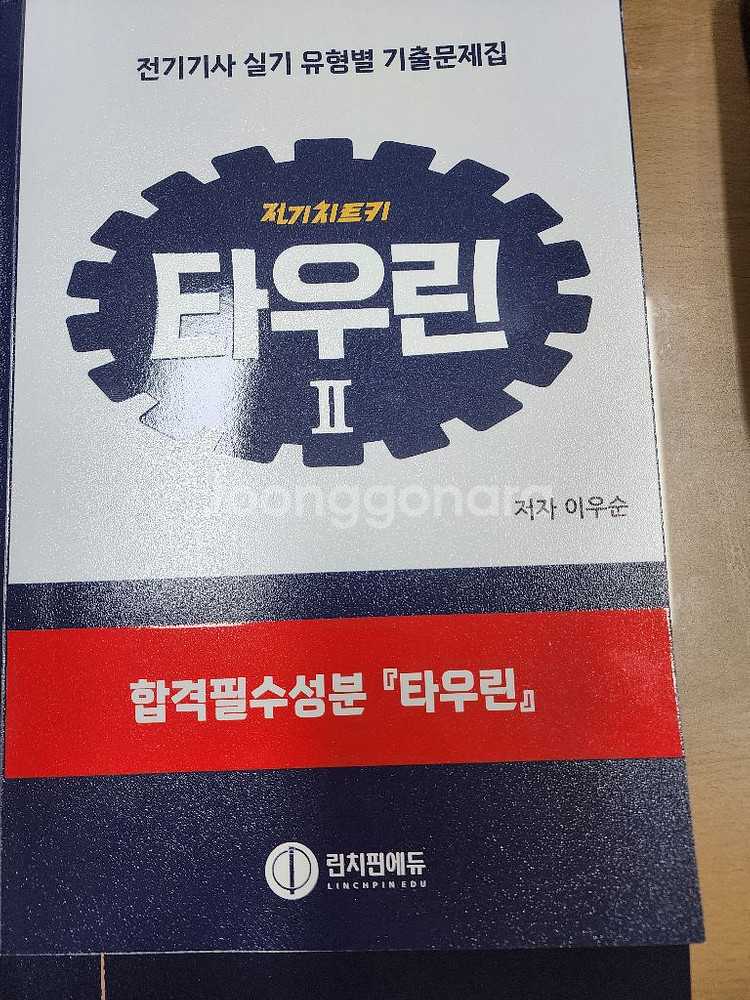 전기기사 실기 유형별 기출문제집
전기치트키
타우린
II
joonggonara
저자 이우순
합격필수성분 『타우린』
린치핀에듀
LINCHPIN EDU